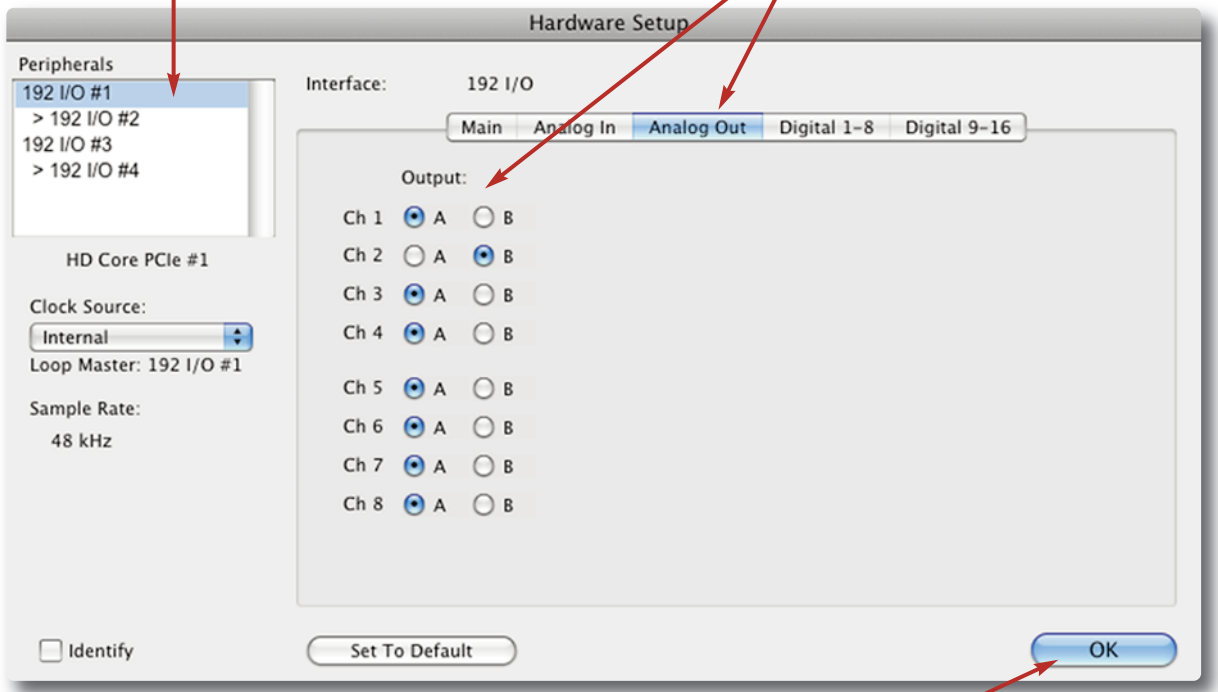 Hardware Setup
Peripherals
192 I/O #1
> 192 I/O #2
192 I/O #3
> 192 I/O #4
HD Core PCIe #1
Clock Source:
Internal
Loop Master: 192 I/O #1
Sample Rate:
48 kHz
Identify
Interface: 192 I/O
Main Analog In Analog Out Digital 1-8 Digital 9-16
Output:
Ch 1 A B
Ch 2 A B
Ch 3 A B
Ch 4 A B
Ch 5 A B
Ch 6 A B
Ch 7 A B
Ch 8 A B
Set To Default
OK